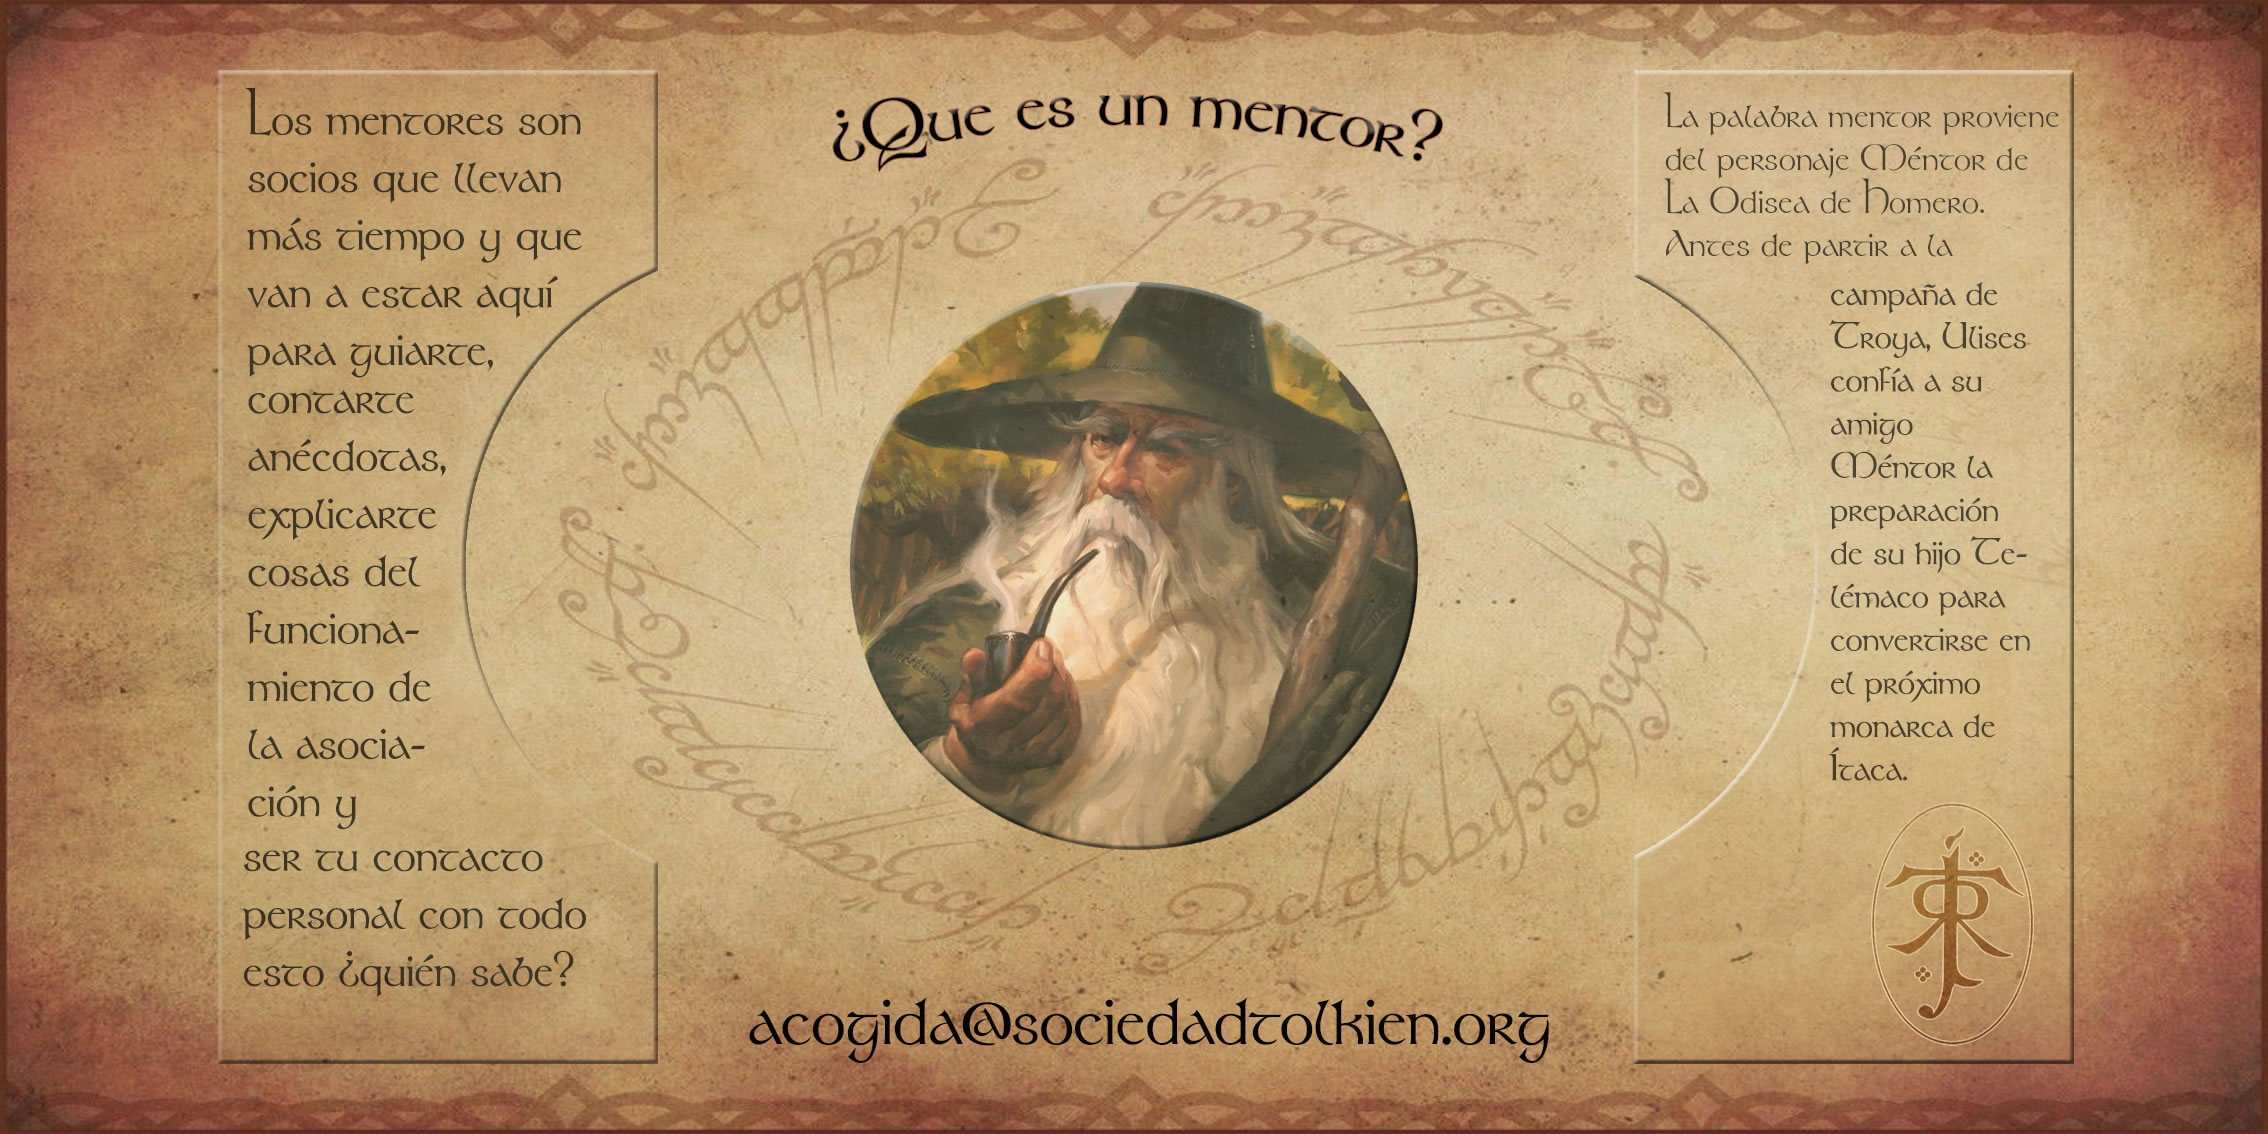 ¿Que es un mentor?
Los mentores son
socios que llevan
más tiempo y que
van a estar aquí
para guiarte,
contarte
anécdotas,
explicarte
cosas del
funciona-
miento de
la asocia-
ción y
ser tu contacto
personal con todo
esto ¿quién sabe?
La palabra mentor proviene
del personaje Méntor de
La Odisea de Homero.
Antes de partir a la
campaña de
Troya, Ulises
confía a su
amigo
Méntor la
preparación
de su hijo Te-
lémaco para
convertirse en
el próximo
monarca de
Ítaca.
acogida@sociedadtolkien.org